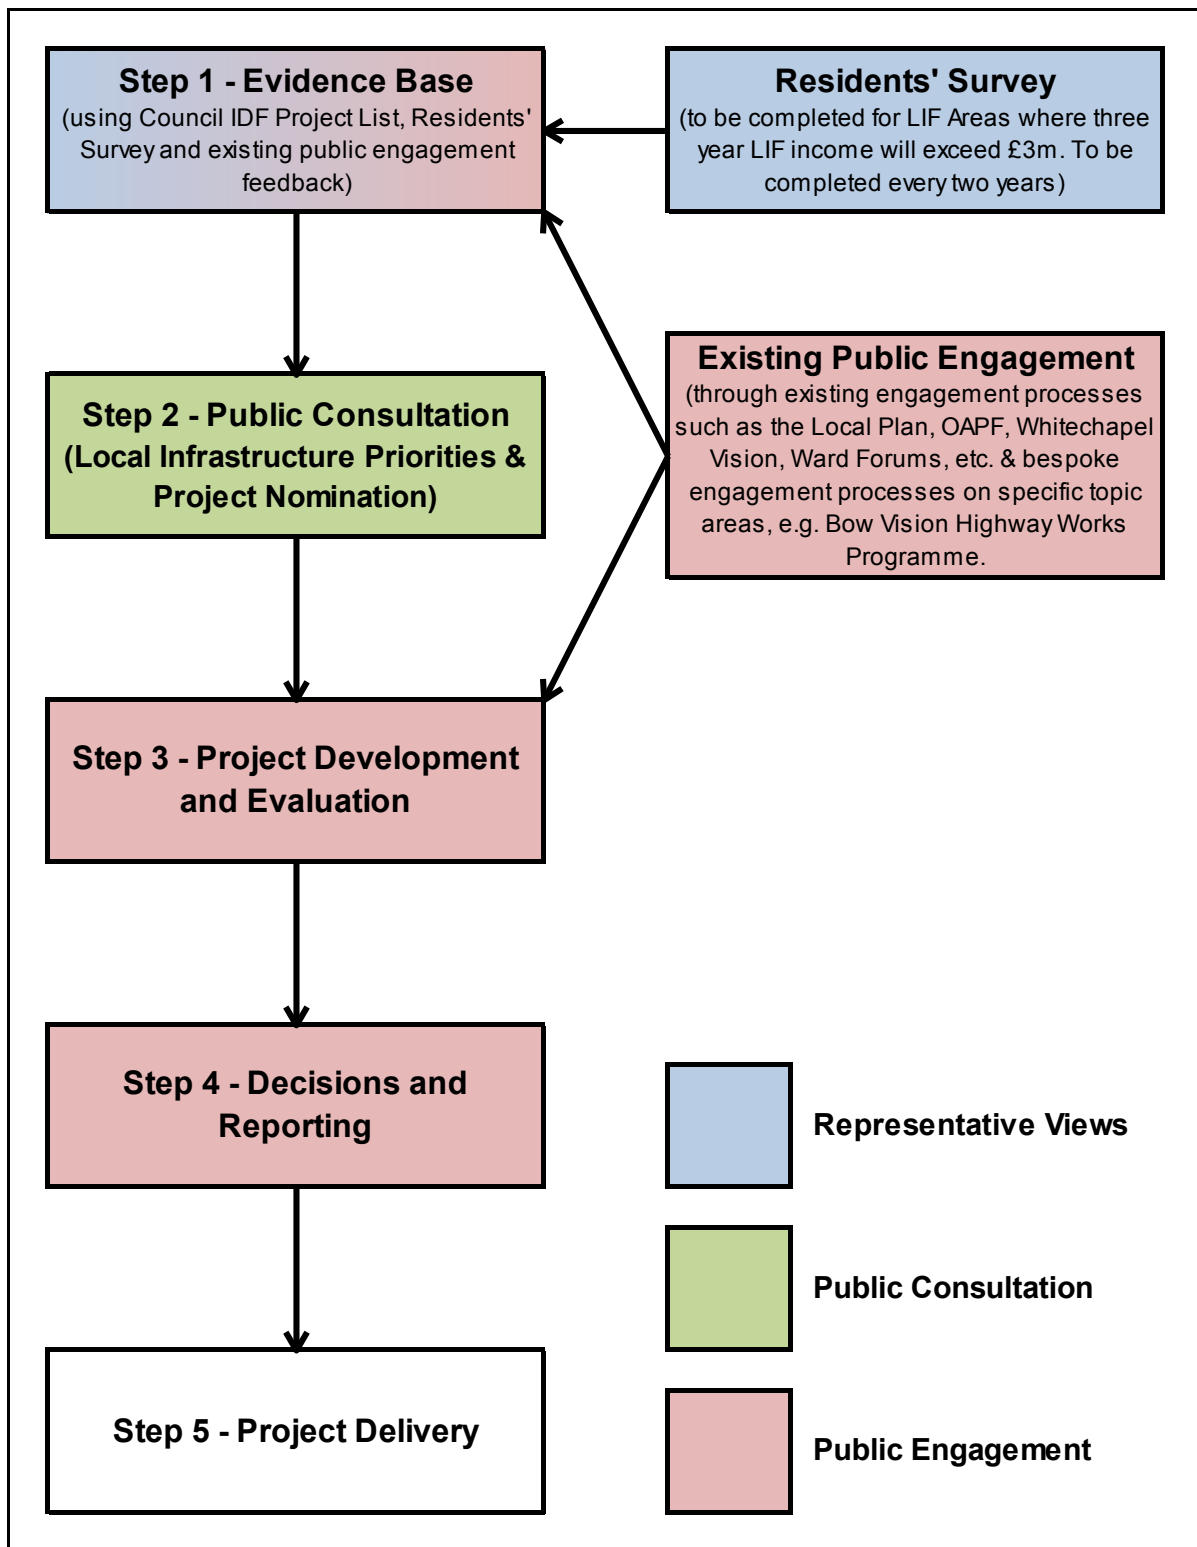 Step 1 - Evidence Base
(using Council IDF Project List, Residents'
Survey and existing public engagement
feedback)
Residents' Survey
(to be completed for LIF Areas where three
year LIF income will exceed £3m. To be
completed every two years)
Existing Public Engagement
(through existing engagement processes
such as the Local Plan, OAPF, Whitechapel
Vision, Ward Forums, etc. & bespoke
engagement processes on specific topic
areas, e.g. Bow Vision Highway Works
Programme.
Step 2 - Public Consultation
(Local Infrastructure Priorities &
Project Nomination)
Step 3 - Project Development
and Evaluation
Step 4 - Decisions and
Reporting
Step 5 - Project Delivery
Representative Views
Public Consultation
Public Engagement